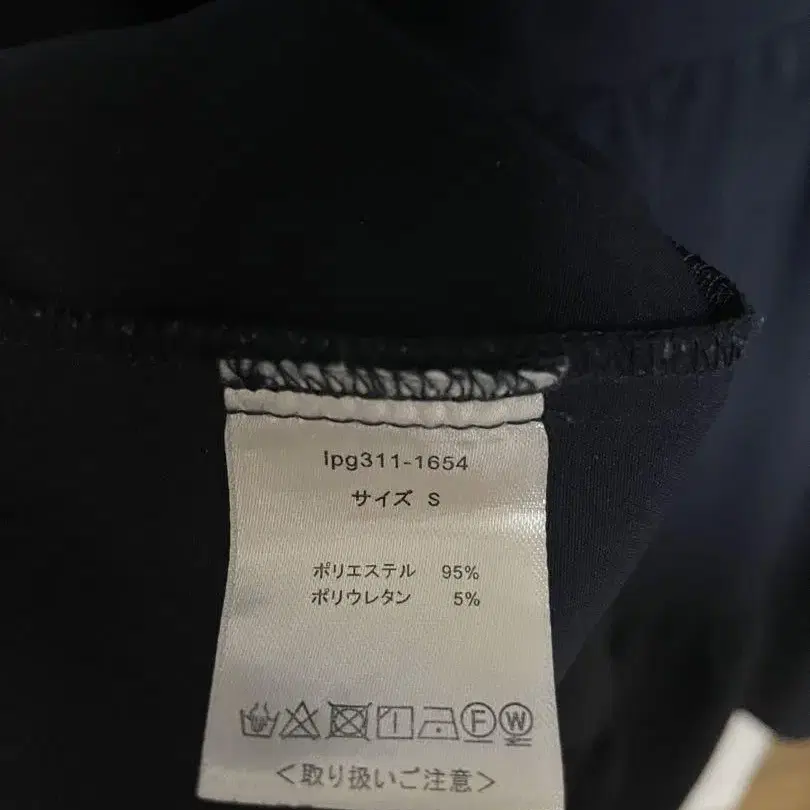 lpg311-1654
サイズ S
ポリエステル 95%
ポリウレタン 5%
F W
<取り扱いご注意>